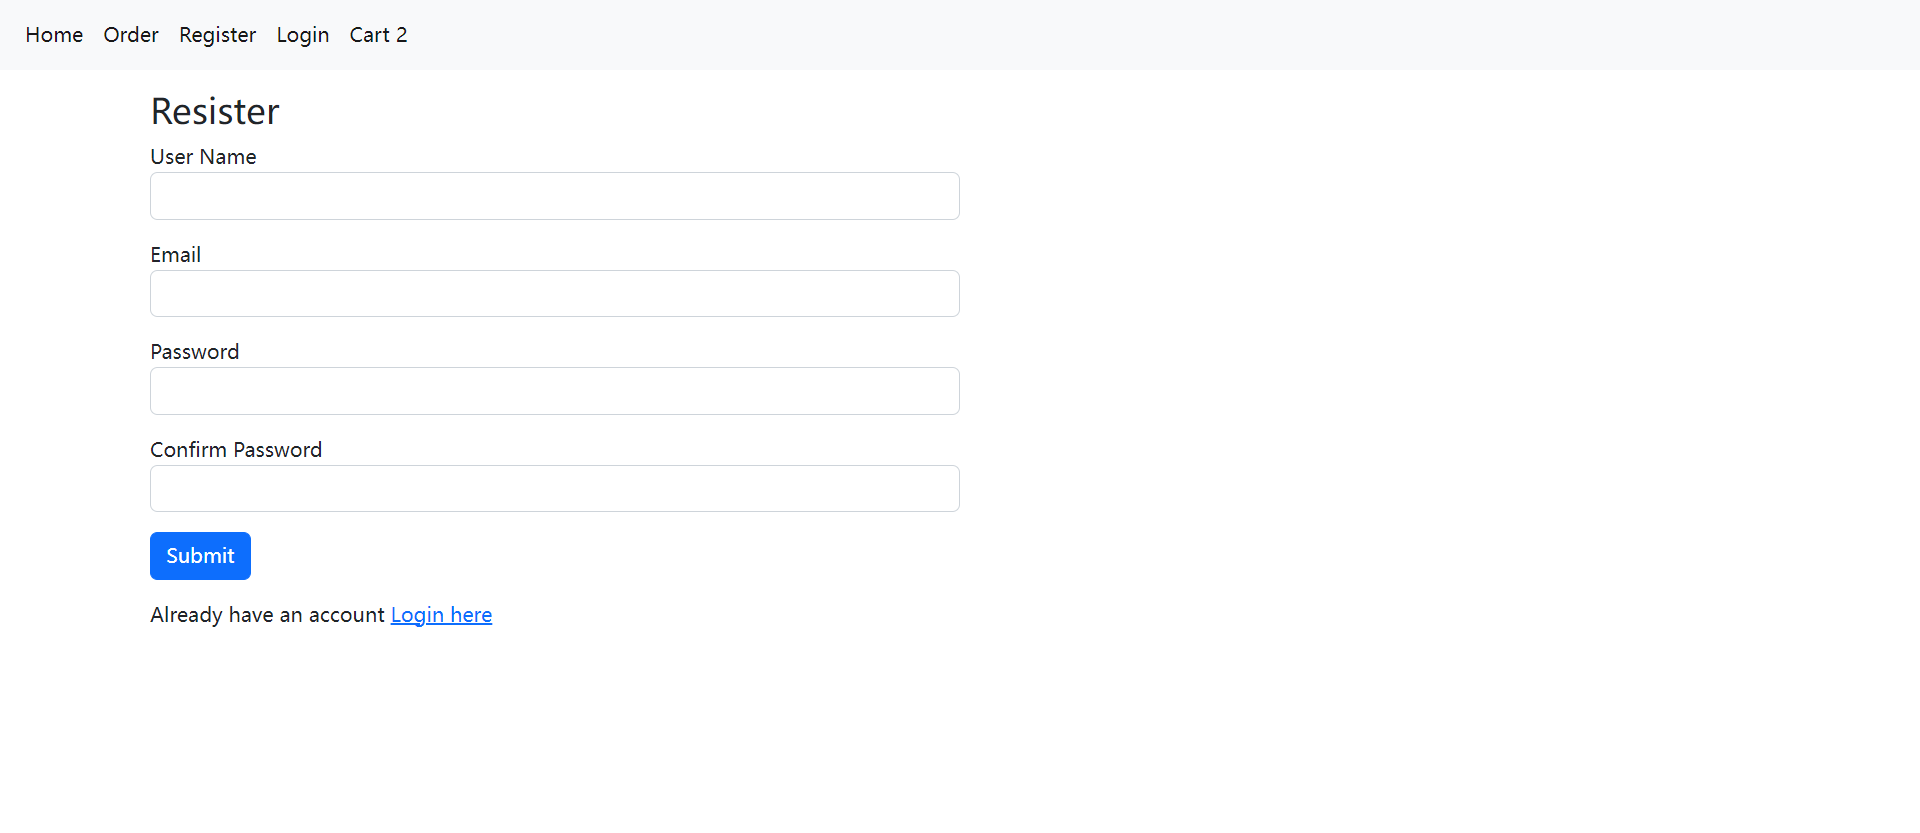 Home Order Register Login Cart 2
Resister
User Name
Email
Password
Confirm Password
Submit
Already have an account Login here